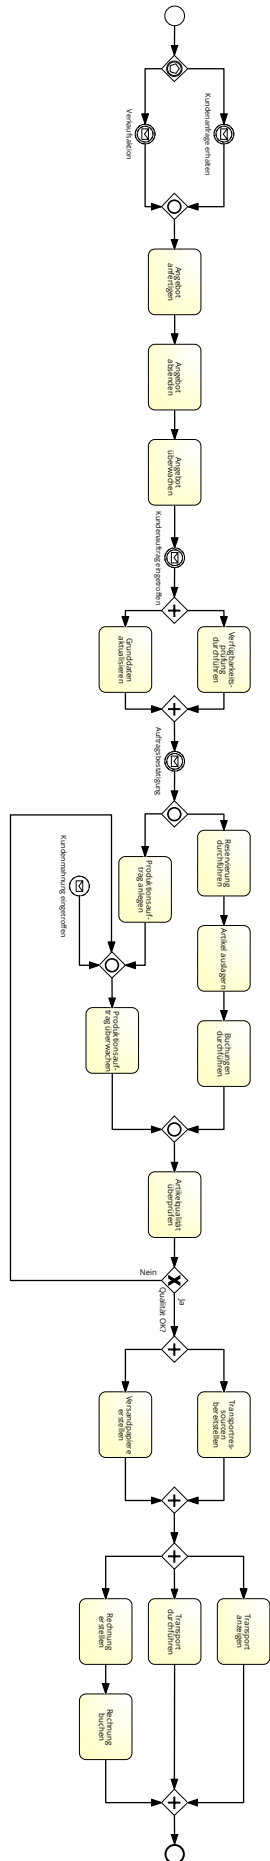 Kundenanfrage erhalten
Verkaufsaktion
Angebot
anfertigen
Angebot
absenden
Angebot
überwachen
Kundenauftrag eingetroffen
Verfügbarkeits-
prüfung
durchführen
Grunddaten
aktualisieren
Auftragsbestätigung
Reservierung
durchführen
Artikel auslagern
Buchungen
durchführen
Produktionsauf-
trag anlegen
Kundenmahnung eingetroffen
Produktionsauf-
trag überwachen
Artikelqualität
überprüfen
Nein
Ja
Qualität OK?
Transportres-
sourcen
bereitstellen
Versandpapiere
erstellen
Transport
anzeigen
Transport
durchführen
Rechnung
erstellen
Rechnung
buchen